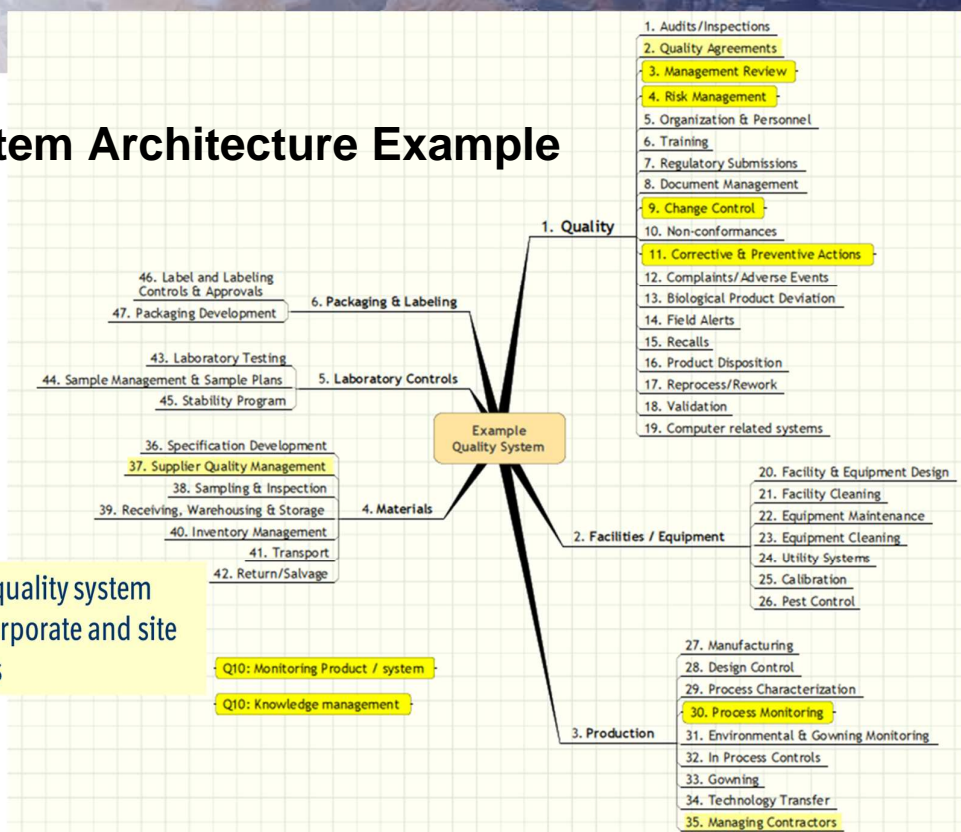 tem Architecture Example
Example
Quality System
1. Quality
1. Audits/Inspections
2. Quality Agreements
3. Management Review
4. Risk Management
5. Organization & Personnel
6. Training
7. Regulatory Submissions
8. Document Management
9. Change Control
10. Non-conformances
11. Corrective & Preventive Actions
12. Complaints/Adverse Events
13. Biological Product Deviation
14. Field Alerts
15. Recalls
16. Product Disposition
17. Reprocess/Rework
18. Validation
19. Computer related systems
2. Facilities / Equipment
20. Facility & Equipment Design
21. Facility Cleaning
22. Equipment Maintenance
23. Equipment Cleaning
24. Utility Systems
25. Calibration
26. Pest Control
3. Production
27. Manufacturing
28. Design Control
29. Process Characterization
30. Process Monitoring
31. Environmental & Gowning Monitoring
32. In Process Controls
33. Gowning
34. Technology Transfer
35. Managing Contractors
4. Materials
36. Specification Development
37. Supplier Quality Management
38. Sampling & Inspection
39. Receiving, Warehousing & Storage
40. Inventory Management
41. Transport
42. Return/Salvage
5. Laboratory Controls
43. Laboratory Testing
44. Sample Management & Sample Plans
45. Stability Program
6. Packaging & Labeling
46. Label and Labeling
Controls & Approvals
47. Packaging Development
quality system
rporate and site
s
Q10: Monitoring Product / system
Q10: Knowledge management